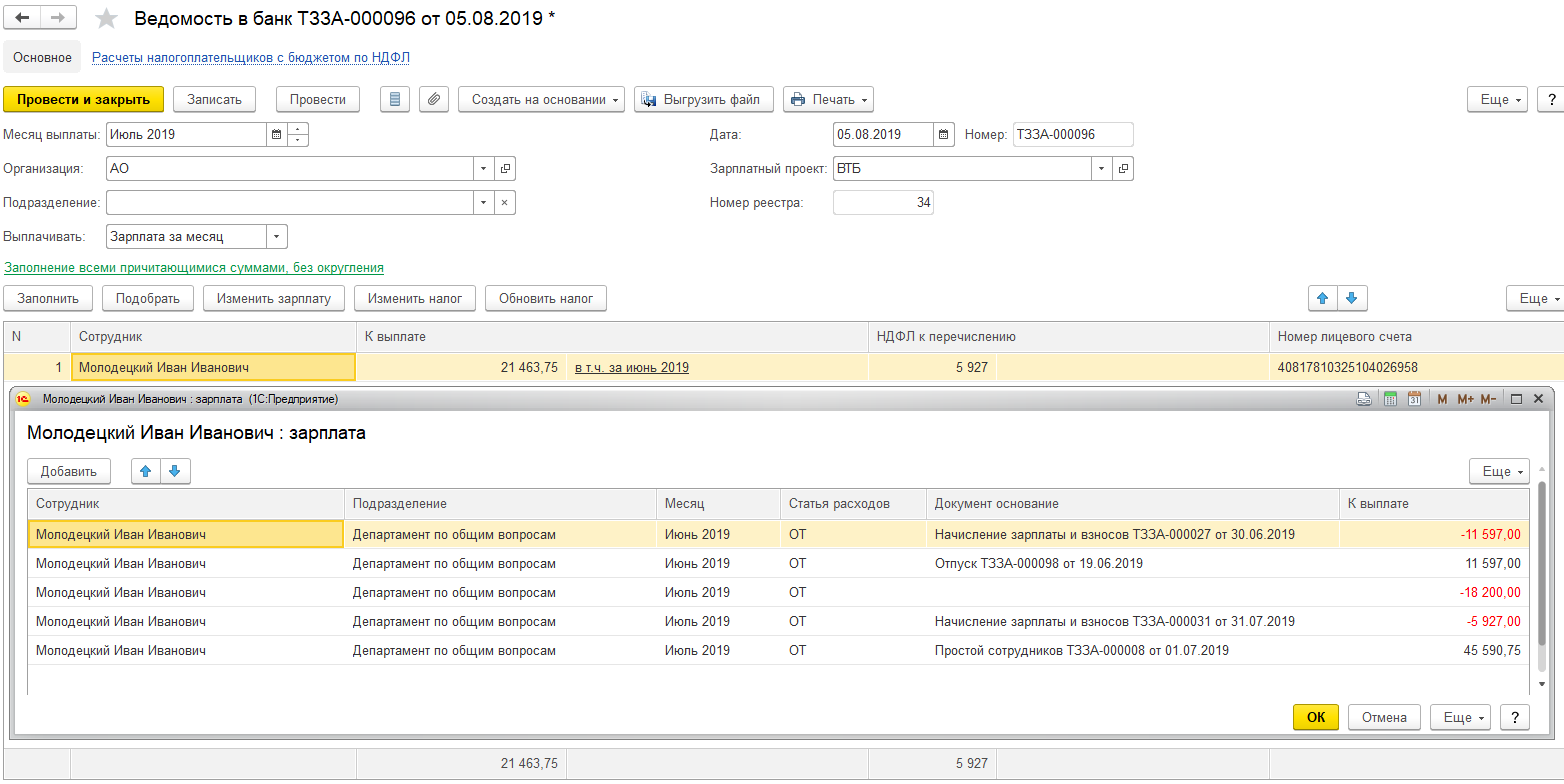 Ведомость в банк ТЗЗА-000096 от 05.08.2019 *
Основное Расчеты налогоплательщиков с бюджетом по НДФЛ
Провести и закрыть Записать Провести Создать на основании Выгрузить файл Печать Еще ?
Месяц выплаты: Июль 2019 Дата: 05.08.2019 Номер: ТЗЗА-000096
Организация: АО Зарплатный проект: ВТБ
Подразделение: Номер реестра: 34
Выплачивать: Зарплата за месяц
Заполнение всеми причитающимися суммами, без округления
Заполнить Подобрать Изменить зарплату Изменить налог Обновить налог Еще
N Сотрудник К выплате НДФЛ к перечислению Номер лицевого счета
1 Молодецкий Иван Иванович 21 463,75 в т.ч. за июнь 2019 5 927 40817810325104026958
1С Молодецкий Иван Иванович : зарплата (1С:Предприятие) 31 M M+ M-
Молодецкий Иван Иванович : зарплата
Добавить Еще
Сотрудник Подразделение Месяц Статья расходов Документ основание К выплате
Молодецкий Иван Иванович Департамент по общим вопросам Июнь 2019 ОТ Начисление зарплаты и взносов ТЗЗА-000027 от 30.06.2019 -11 597,00
Молодецкий Иван Иванович Департамент по общим вопросам Июнь 2019 ОТ Отпуск ТЗЗА-000098 от 19.06.2019 11 597,00
Молодецкий Иван Иванович Департамент по общим вопросам Июль 2019 ОТ -18 200,00
Молодецкий Иван Иванович Департамент по общим вопросам Июль 2019 ОТ Начисление зарплаты и взносов ТЗЗА-000031 от 31.07.2019 -5 927,00
Молодецкий Иван Иванович Департамент по общим вопросам Июль 2019 ОТ Простой сотрудников ТЗЗА-000008 от 01.07.2019 45 590,75
ОК Отмена Еще ?
21 463,75 5 927